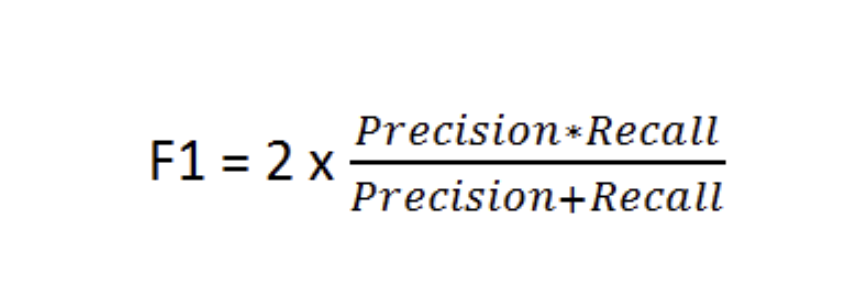 F1 = 2 x Precision*Recall
Precision+Recall